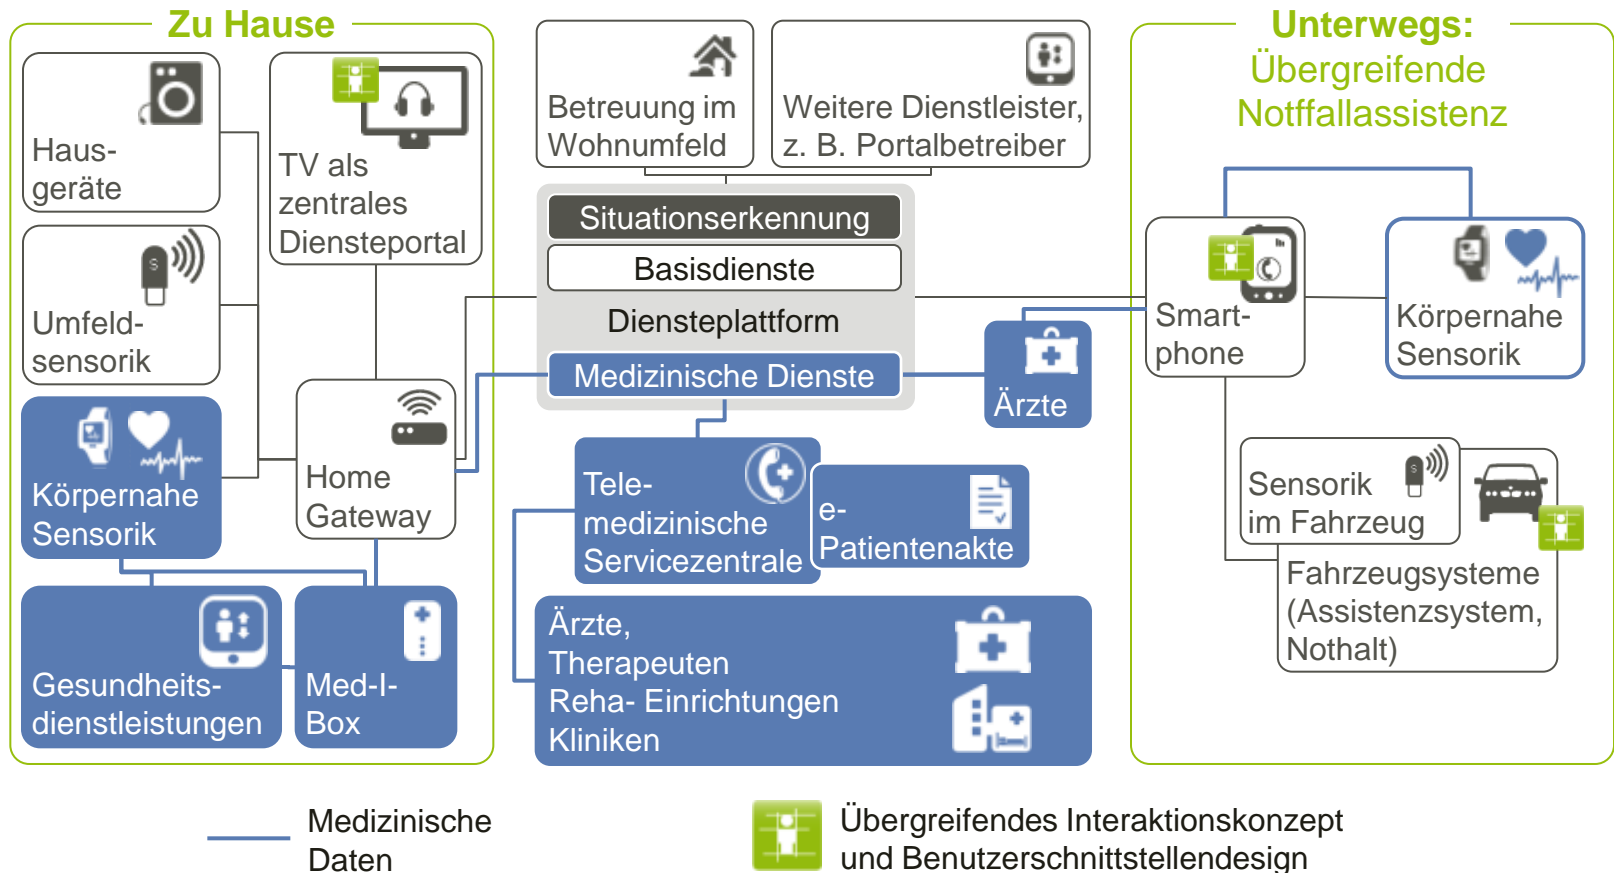 Zu Hause
Haus-
geräte
TV als
zentrales
Diensteportal
Umfeld-
sensorik
S
Körpernahe
Sensorik
Home
Gateway
Gesundheits-
dienstleistungen
Med-I-
Box
Betreuung im
Wohnumfeld
Weitere Dienstleister,
z. B. Portalbetreiber
Situationserkennung
Basisdienste
Diensteplattform
Medizinische Dienste
Ärzte
Tele-
medizinische
Servicezentrale
e-
Patientenakte
Ärzte,
Therapeuten
Reha- Einrichtungen
Kliniken
Unterwegs:
Übergreifende
Notffallassistenz
Smart-
phone
Körpernahe
Sensorik
Sensorik
im Fahrzeug
S
Fahrzeugsysteme
(Assistenzsystem,
Nothalt)
Medizinische
Daten
Übergreifendes Interaktionskonzept
und Benutzerschnittstellendesign